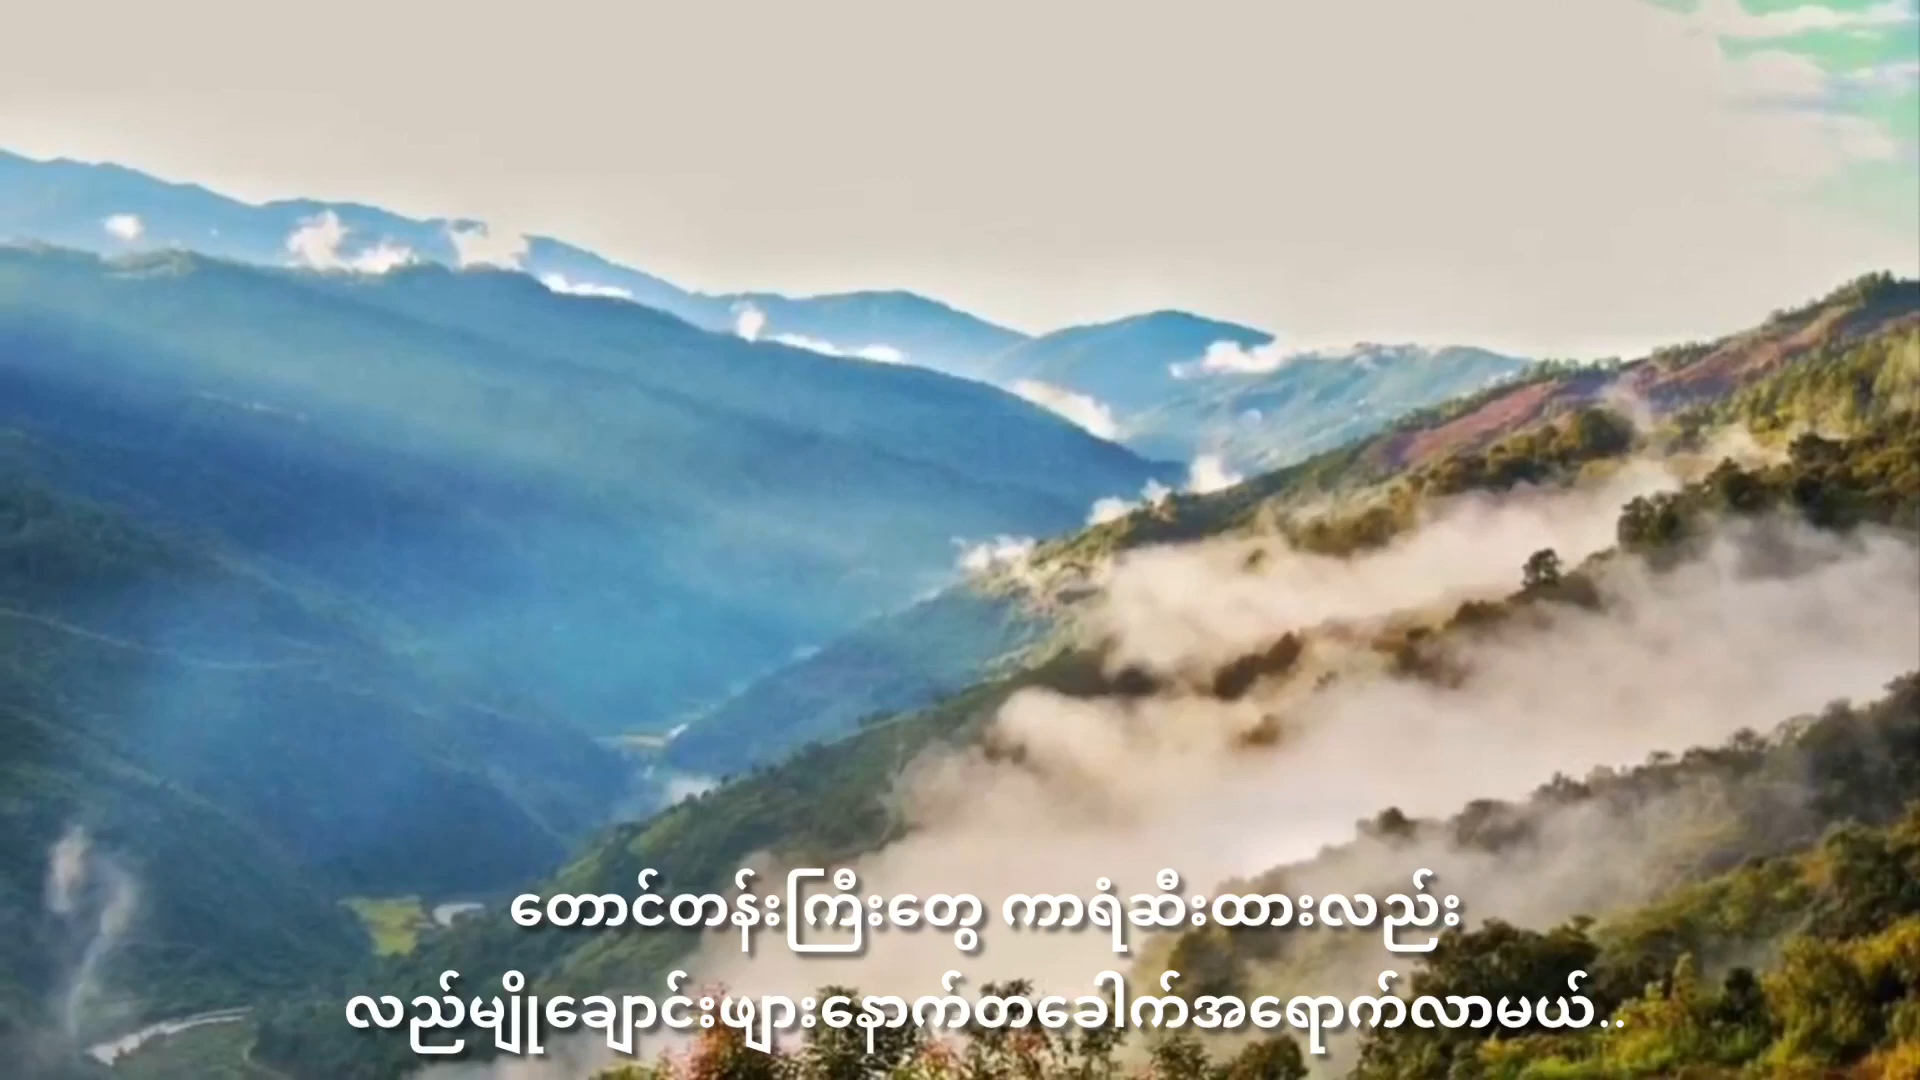 တောင်တန်းကြီးတွေ ကာရံဆီးထားလည်း
လည်မျိုချောင်းဖျားနောက်တခေါက်အရောက်လာမယ်..